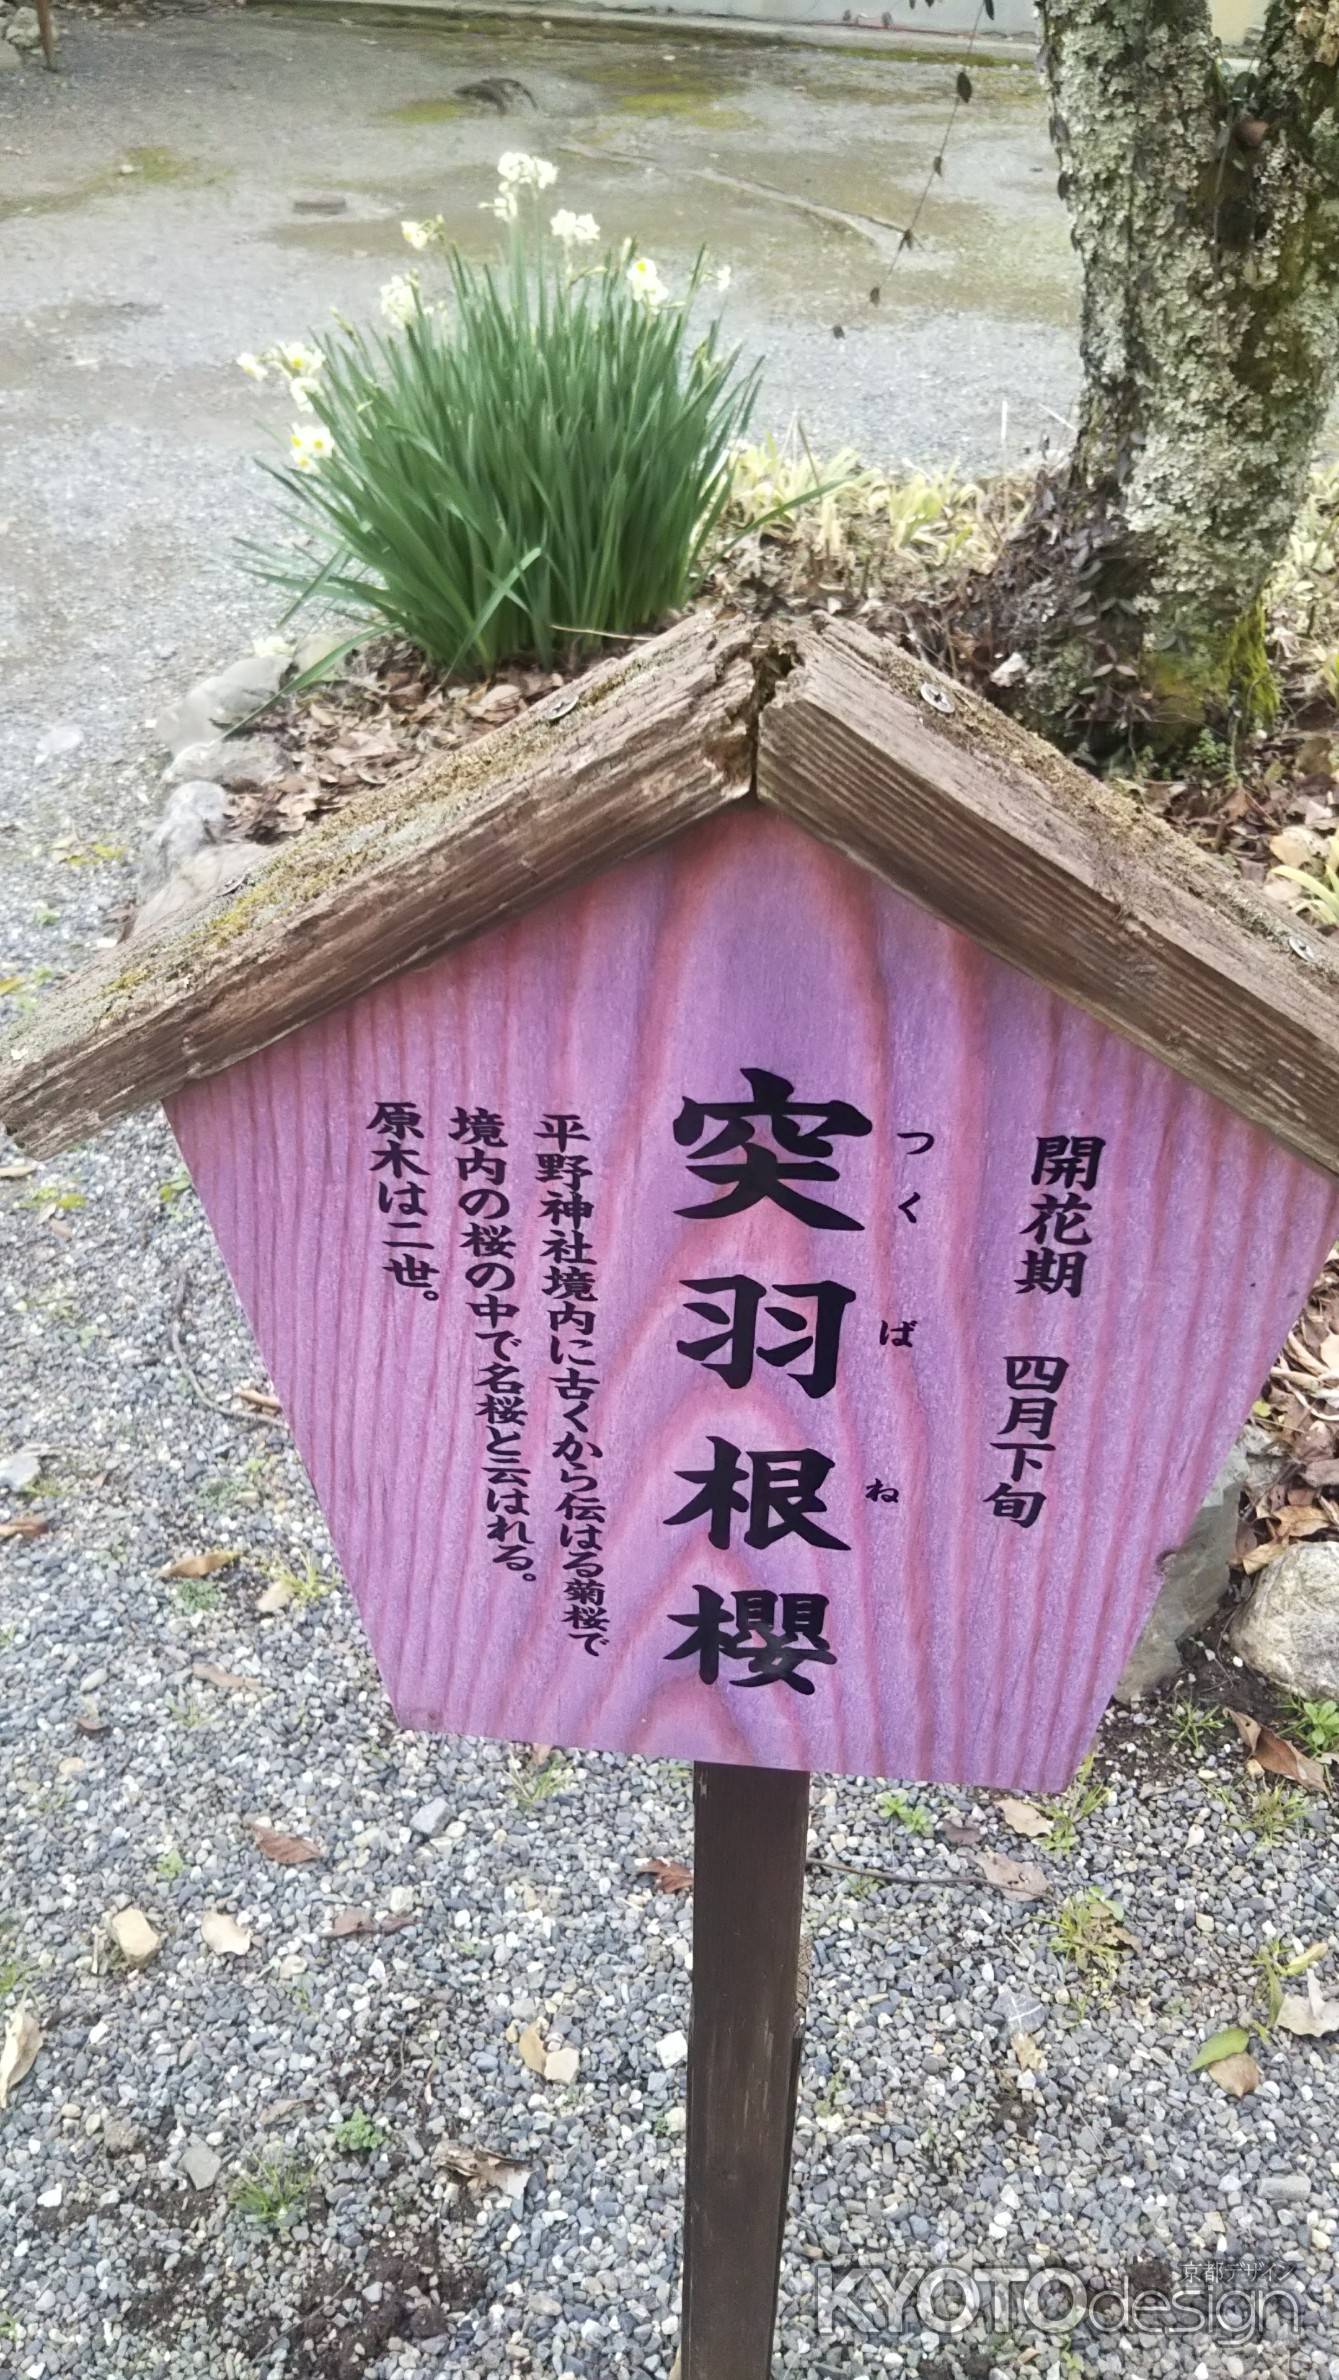 開花期　四月下旬
つくばね
突羽根櫻
平野神社境内に古くから伝はる菊桜で
境内の桜の中で名桜と云はれる。
原木は二世。
京都デザイン
KYOTOdesign